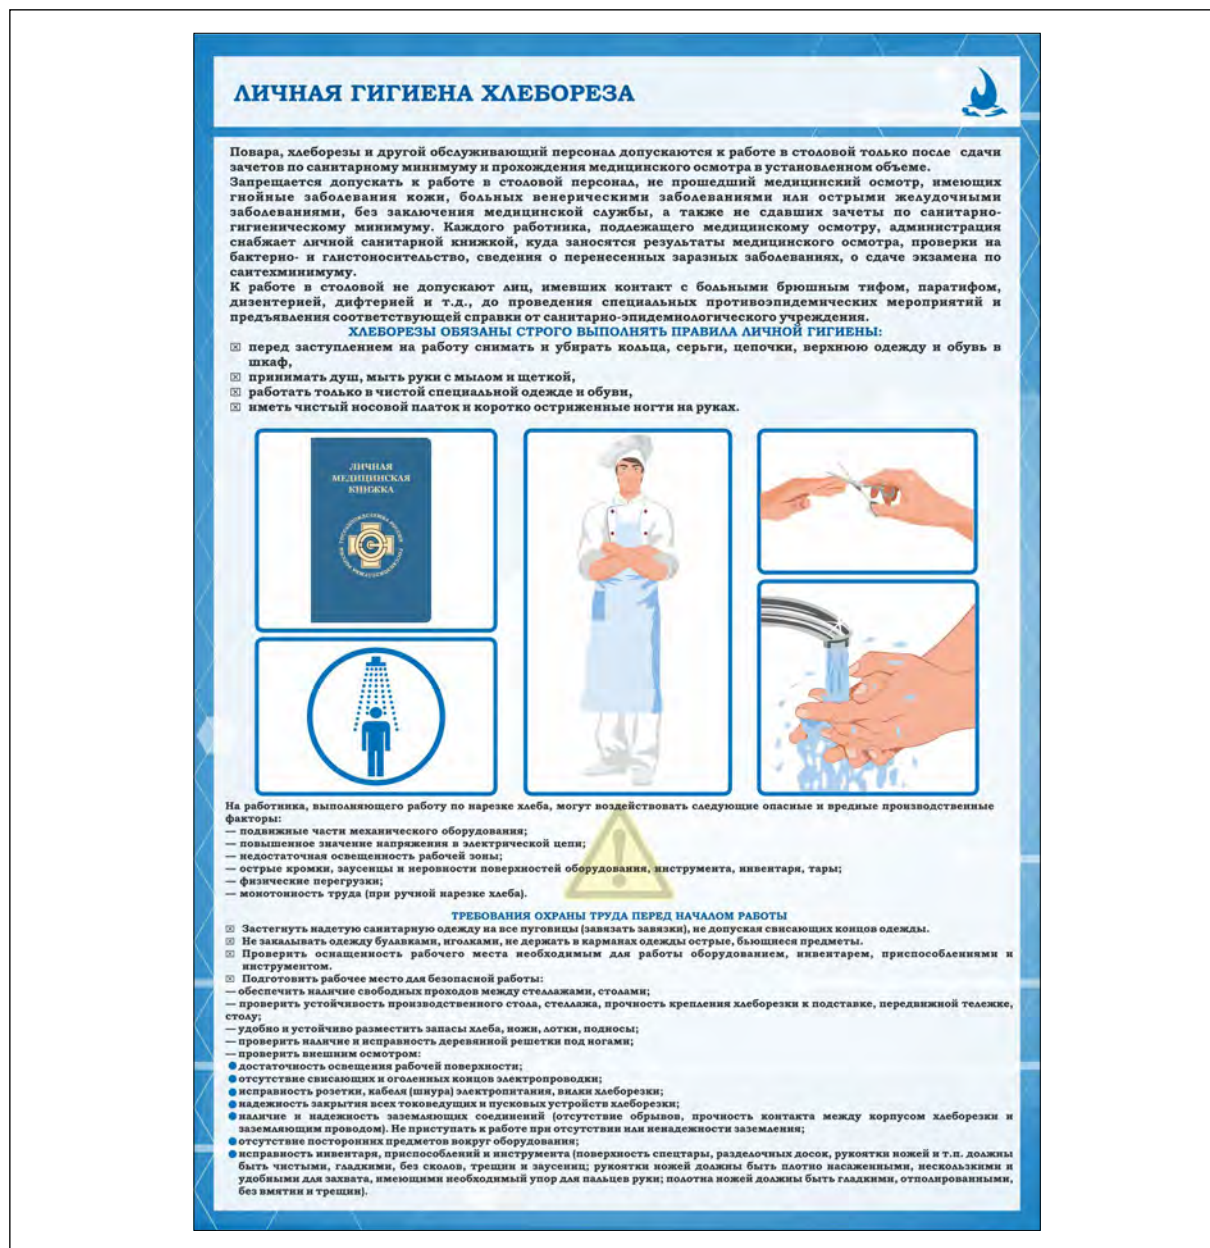 ЛИЧНАЯ ГИГИЕНА ХЛЕБОРЕЗА
Повара, хлеборезы и другой обслуживающий персонал допускаются к работе в столовой только после сдачи
зачетов по санитарному минимуму и прохождения медицинского осмотра в установленном объеме.
Запрещается допускать к работе в столовой персонал, не прошедший медицинский осмотр, имеющих
гнойные заболевания кожи, больных венерическими заболеваниями или острыми желудочными
заболеваниями, без заключения медицинской службы, а также не сдавших зачеты по санитарно-
гигиеническому минимуму. Каждого работника, подлежащего медицинскому осмотру, администрация
снабжает личной санитарной книжкой, куда заносятся результаты медицинского осмотра, проверки на
бактерио- и глистоносительство, сведения о перенесенных заразных заболеваниях, о сдаче экзамена по
сантехминимуму.
К работе в столовой не допускают лиц, имевших контакт с больными брюшным тифом, паратифом,
дизентерией, дифтерией и т.д., до проведения специальных противоэпидемических мероприятий и
предъявления соответствующей справки от санитарно-эпидемиологического учреждения.
ХЛЕБОРЕЗЫ ОБЯЗАНЫ СТРОГО ВЫПОЛНЯТЬ ПРАВИЛА ЛИЧНОЙ ГИГИЕНЫ:
☒ перед заступлением на работу снимать и убирать кольца, серьги, цепочки, верхнюю одежду и обувь в
шкаф,
☒ принимать душ, мыть руки с мылом и щеткой,
☒ работать только в чистой специальной одежде и обуви,
☒ иметь чистый носовой платок и коротко остриженные ногти на руках.
ЛИЧНАЯ
МЕДИЦИНСКАЯ
КНИЖКА
На работника, выполняющего работу по нарезке хлеба, могут воздействовать следующие опасные и вредные производственные
факторы:
— подвижные части механического оборудования;
— повышенное значение напряжения в электрической цепи;
— недостаточная освещенность рабочей зоны;
— острые кромки, заусенцы и неровности поверхностей оборудования, инструмента, инвентаря, тары;
— физические перегрузки;
— монотонность труда (при ручной нарезке хлеба).
ТРЕБОВАНИЯ ОХРАНЫ ТРУДА ПЕРЕД НАЧАЛОМ РАБОТЫ
☒ Застегнуть надетую санитарную одежду на все пуговицы (завязать завязки), не допуская свисающих концов одежды.
☒ Не закалывать одежду булавками, иголками, не держать в карманах одежды острые, бьющиеся предметы.
☒ Проверить оснащенность рабочего места необходимым для работы оборудованием, инвентарем, приспособлениями и
инструментом.
☒ Подготовить рабочее место для безопасной работы:
— обеспечить наличие свободных проходов между стеллажами, столами;
— проверить устойчивость производственного стола, стеллажа, прочность крепления хлеборезки к подставке, передвижной тележке,
столу;
— удобно и устойчиво разместить запасы хлеба, ножи, лотки, подносы;
— проверить наличие и исправность деревянной решетки под ногами;
— проверить внешним осмотром:
● достаточность освещения рабочей поверхности;
● отсутствие свисающих и оголенных концов электропроводки;
● исправность розетки, кабеля (шнура) электропитания, вилки хлеборезки;
● надежность закрытия всех токоведущих и пусковых устройств хлеборезки;
● наличие и надежность заземляющих соединений (отсутствие обрывов, прочность контакта между корпусом хлеборезки и
заземляющим проводом). Не приступать к работе при отсутствии или ненадежности заземления;
● отсутствие посторонних предметов вокруг оборудования;
● исправность инвентаря, приспособлений и инструмента (поверхность спецтары, разделочных досок, рукоятки ножей и т.п. должны
быть чистыми, гладкими, без сколов, трещин и заусениц; рукоятки ножей должны быть плотно насаженными, нескользкими и
удобными для захвата, имеющими необходимый упор для пальцев руки; полотна ножей должны быть гладкими, отполированными,
без вмятин и трещин).